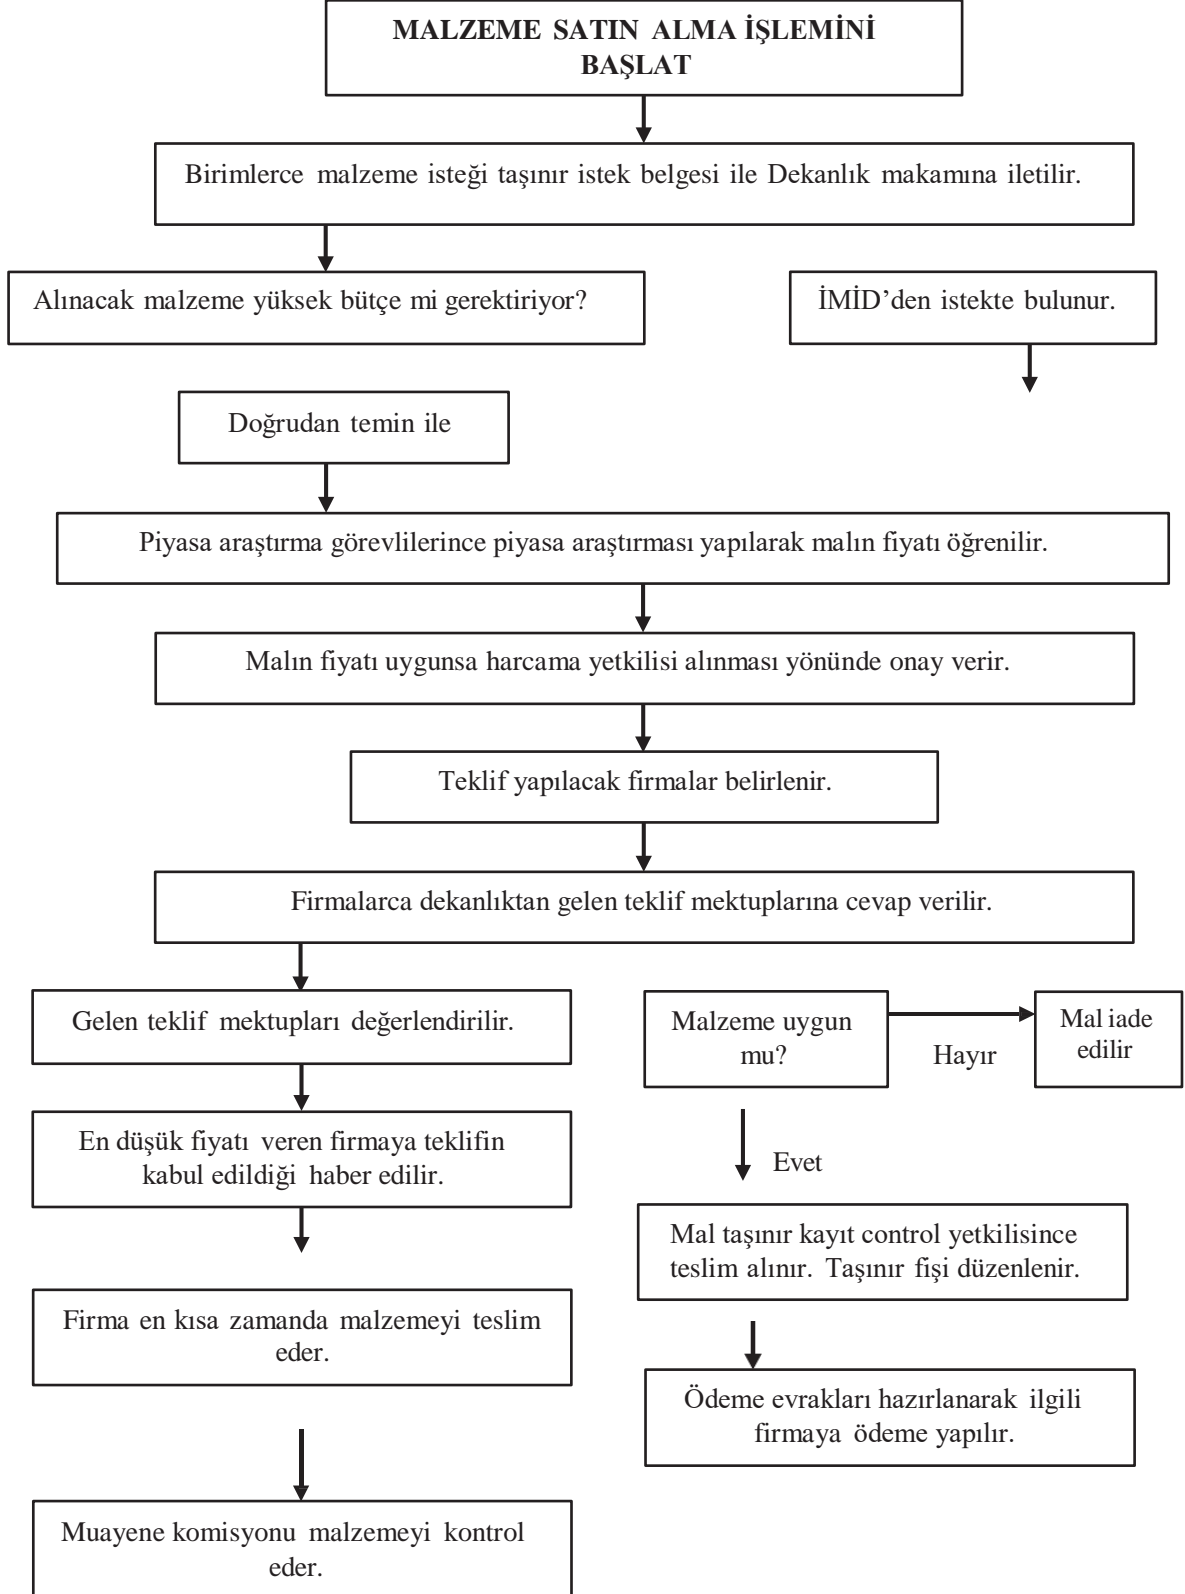 MALZEME SATIN ALMA İŞLEMİNİ
BAŞLAT
Birimlerce malzeme isteği taşınır istek belgesi ile Dekanlık makamına iletilir.
Alınacak malzeme yüksek bütçe mi gerektiriyor?
İMİD’den istekte bulunur.
Doğrudan temin ile
Piyasa araştırma görevlilerince piyasa araştırması yapılarak malın fiyatı öğrenilir.
Malın fiyatı uygunsa harcama yetkilisi alınması yönünde onay verir.
Teklif yapılacak firmalar belirlenir.
Firmalarca dekanlıktan gelen teklif mektuplarına cevap verilir.
Gelen teklif mektupları değerlendirilir.
En düşük fiyatı veren firmaya teklifin
kabul edildiği haber edilir.
Firma en kısa zamanda malzemeyi teslim
eder.
Muayene komisyonu malzemeyi kontrol
eder.
Malzeme uygun
mu?
Hayır
Mal iade
edilir
Evet
Mal taşınır kayıt control yetkilisince
teslim alınır. Taşınır fişi düzenlenir.
Ödeme evrakları hazırlanarak ilgili
firmaya ödeme yapılır.